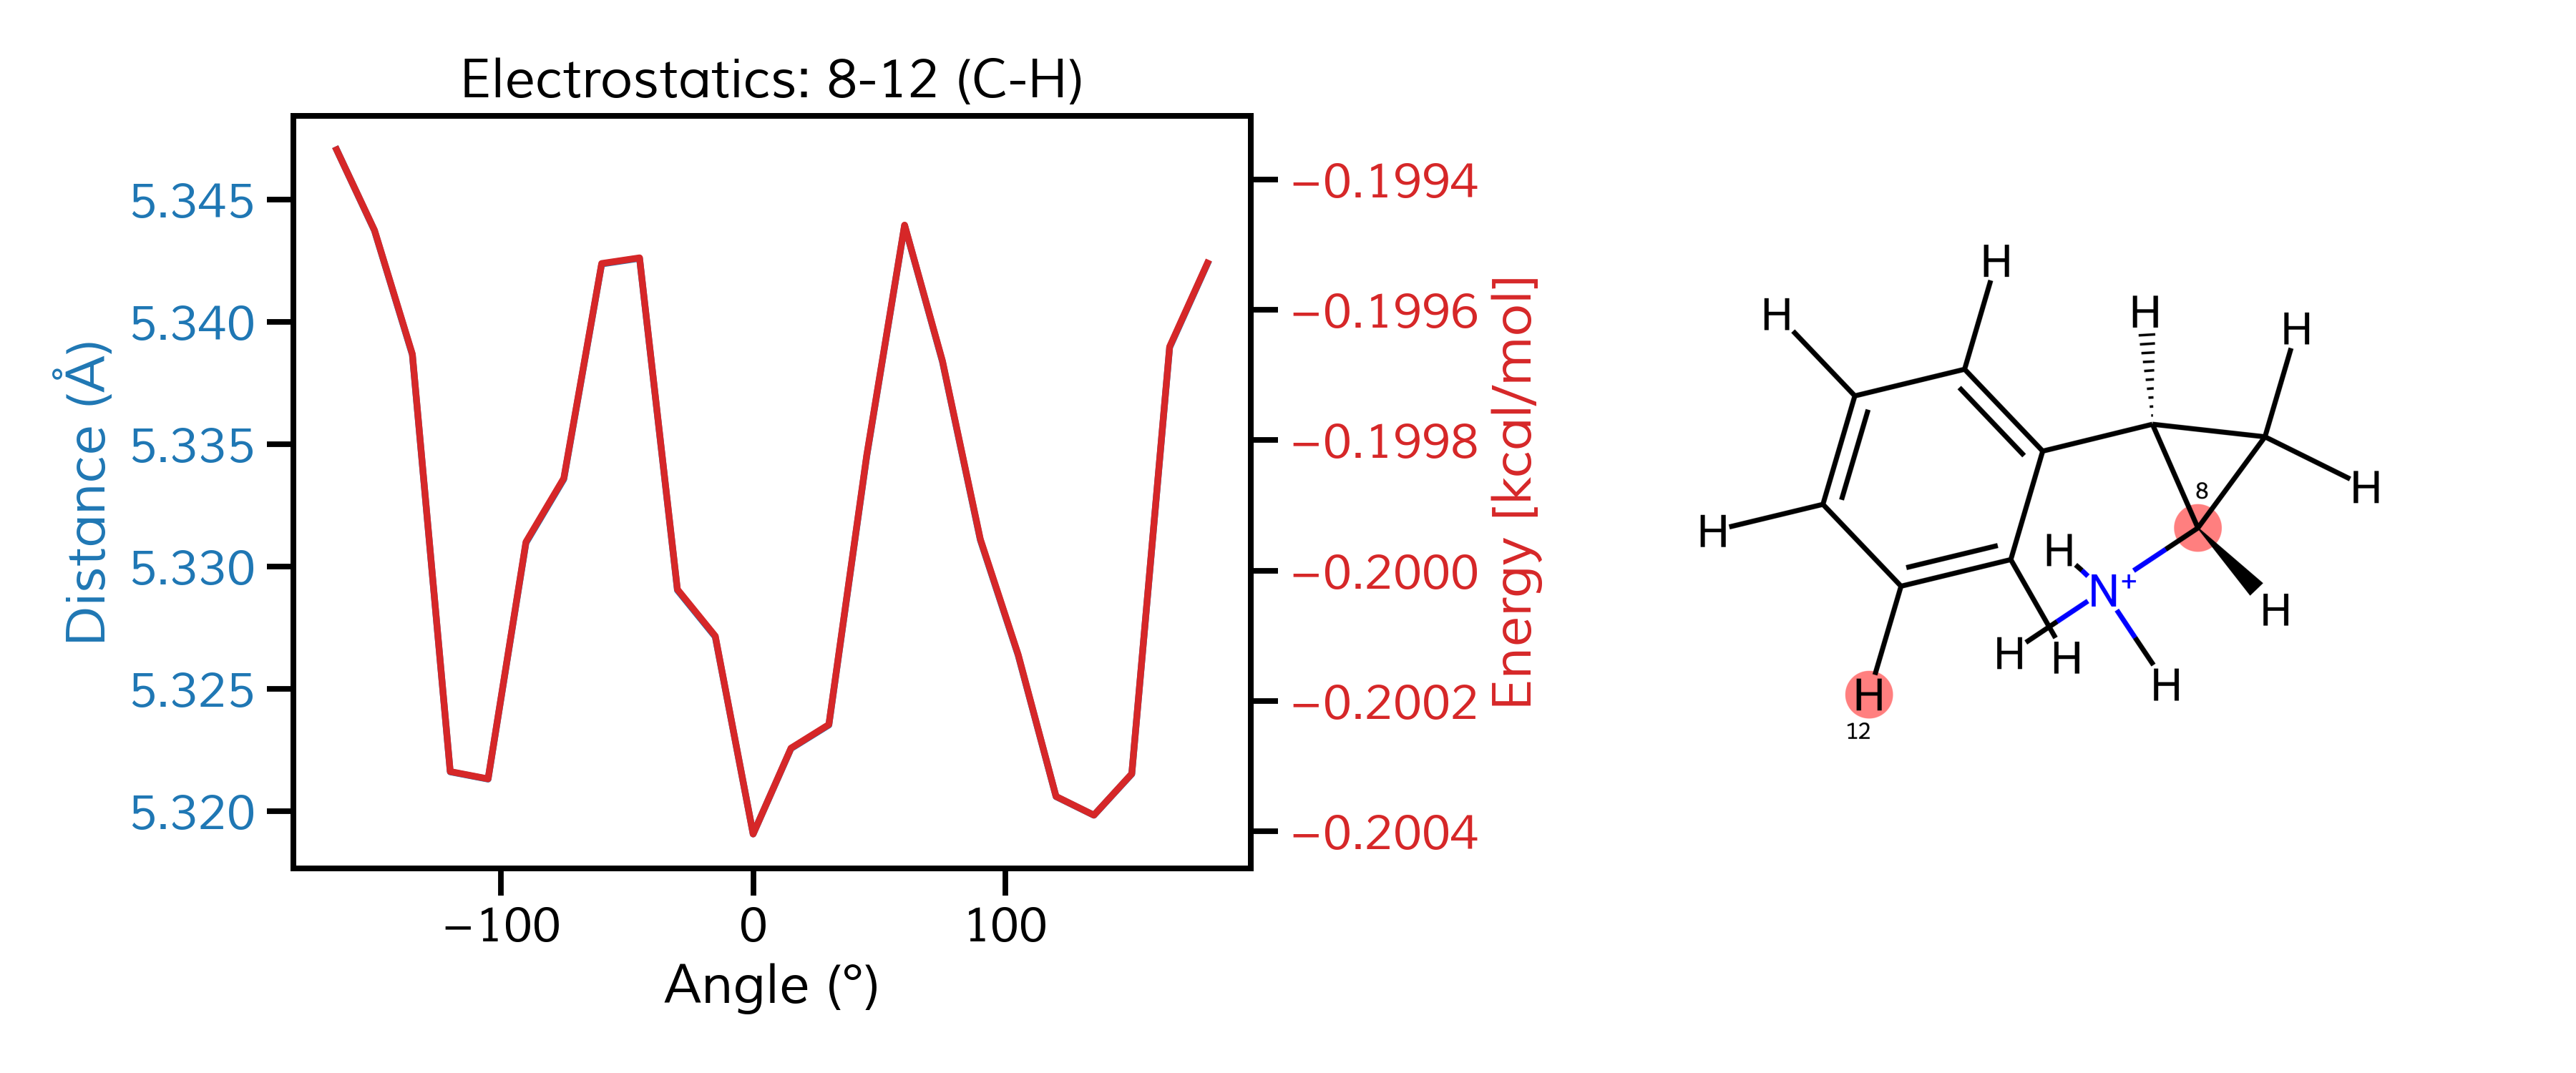 Electrostatics: 8-12 (C-H)
5.345
5.340
5.335
5.330
5.325
5.320
Distance (Å)
−0.1994
−0.1996
−0.1998
−0.2000
−0.2002
−0.2004
Energy [kcal/mol]
−100
0
100
Angle (°)
H
H
H
H
H
H
8
H
N+
H
H
H
H
H
12